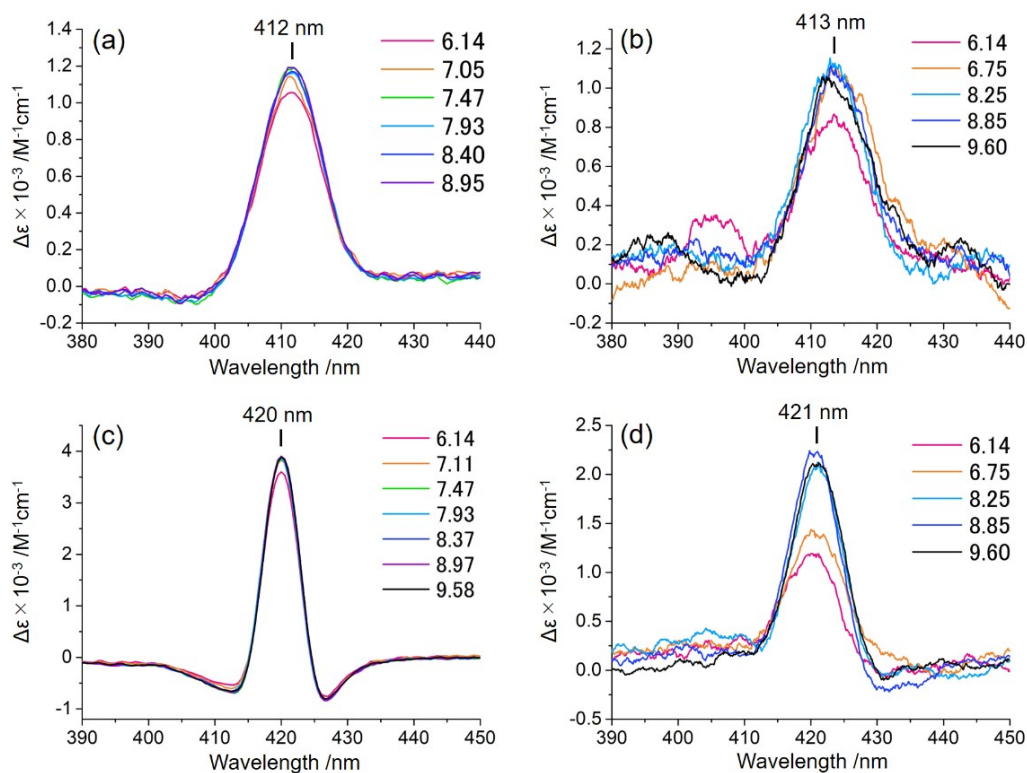 (a)
412 nm
6.14
7.05
7.47
7.93
8.40
8.95
1.4
1.2
1.0
0.8
0.6
0.4
0.2
0.0
-0.2
Δε × 10⁻³ /M⁻¹cm⁻¹
380 390 400 410 420 430 440
Wavelength /nm
(b)
413 nm
6.14
6.75
8.25
8.85
9.60
1.2
1.0
0.8
0.6
0.4
0.2
0.0
-0.2
Δε × 10⁻³ /M⁻¹cm⁻¹
380 390 400 410 420 430 440
Wavelength /nm
(c)
420 nm
6.14
7.11
7.47
7.93
8.37
8.97
9.58
4
3
2
1
0
-1
Δε × 10⁻³ /M⁻¹cm⁻¹
390 400 410 420 430 440 450
Wavelength /nm
(d)
421 nm
6.14
6.75
8.25
8.85
9.60
2.5
2.0
1.5
1.0
0.5
0.0
-0.5
Δε × 10⁻³ /M⁻¹cm⁻¹
390 400 410 420 430 440 450
Wavelength /nm